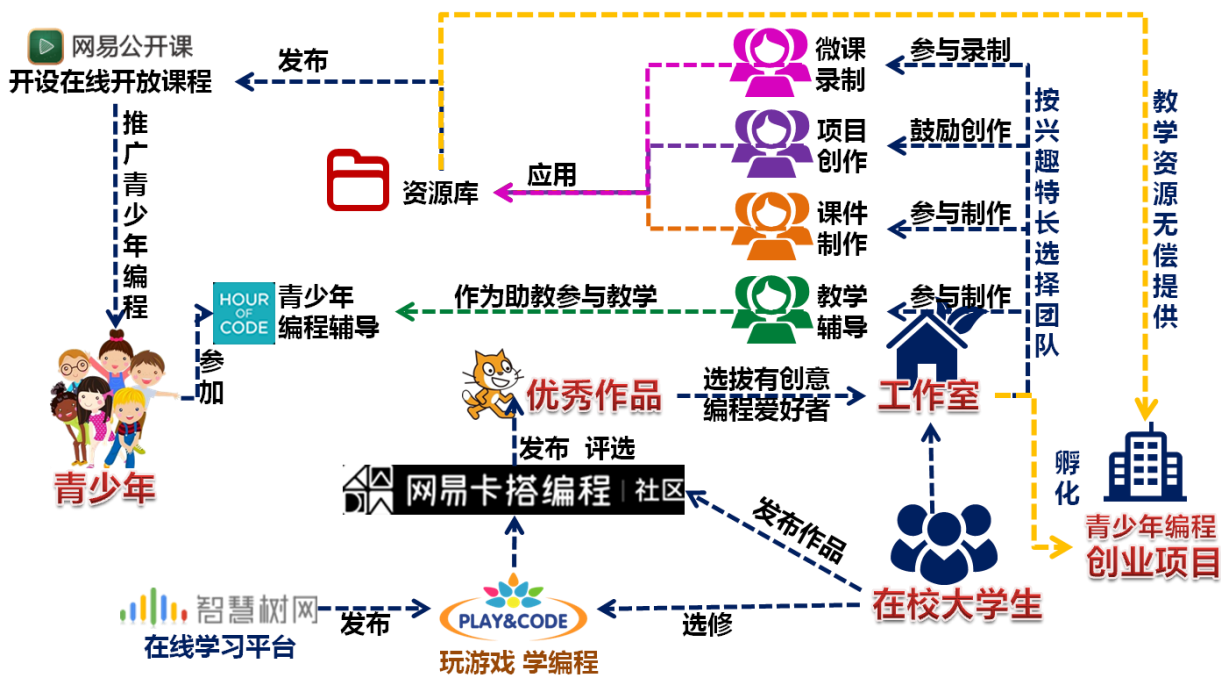 网易公开课
开设在线开放课程
发布
推广青少年编程
资源库
应用
微课
录制
参与录制
项目
创作
鼓励创作
课件
制作
参与制作
教学
辅导
参与制作
按兴趣特长选择团队
教学资源无偿提供
HOUR
OF
CODE
青少年
编程辅导
作为助教参与教学
参加
青少年
优秀作品
选拔有创意
编程爱好者
工作室
发布 评选
网易卡搭编程 | 社区
发布作品
孵化
青少年编程
创业项目
在校大学生
智慧树网
在线学习平台
发布
PLAY&CODE
玩游戏 学编程
选修